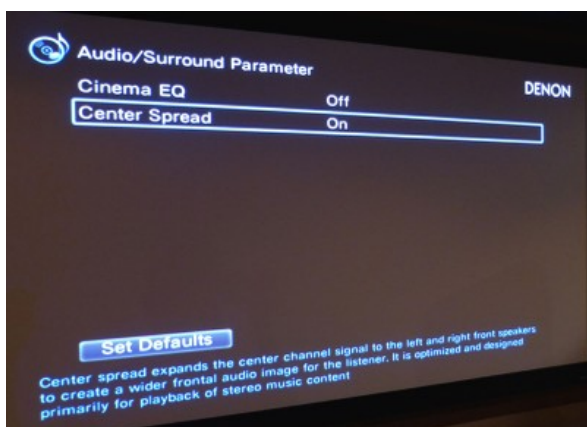 Audio/Surround Parameter
DENON
Cinema EQ Off
Center Spread On
Set Defaults
Center spread expands the center channel signal to the left and right front speakers
to create a wider frontal audio image for the listener. It is optimized and designed
primarily for playback of stereo music content